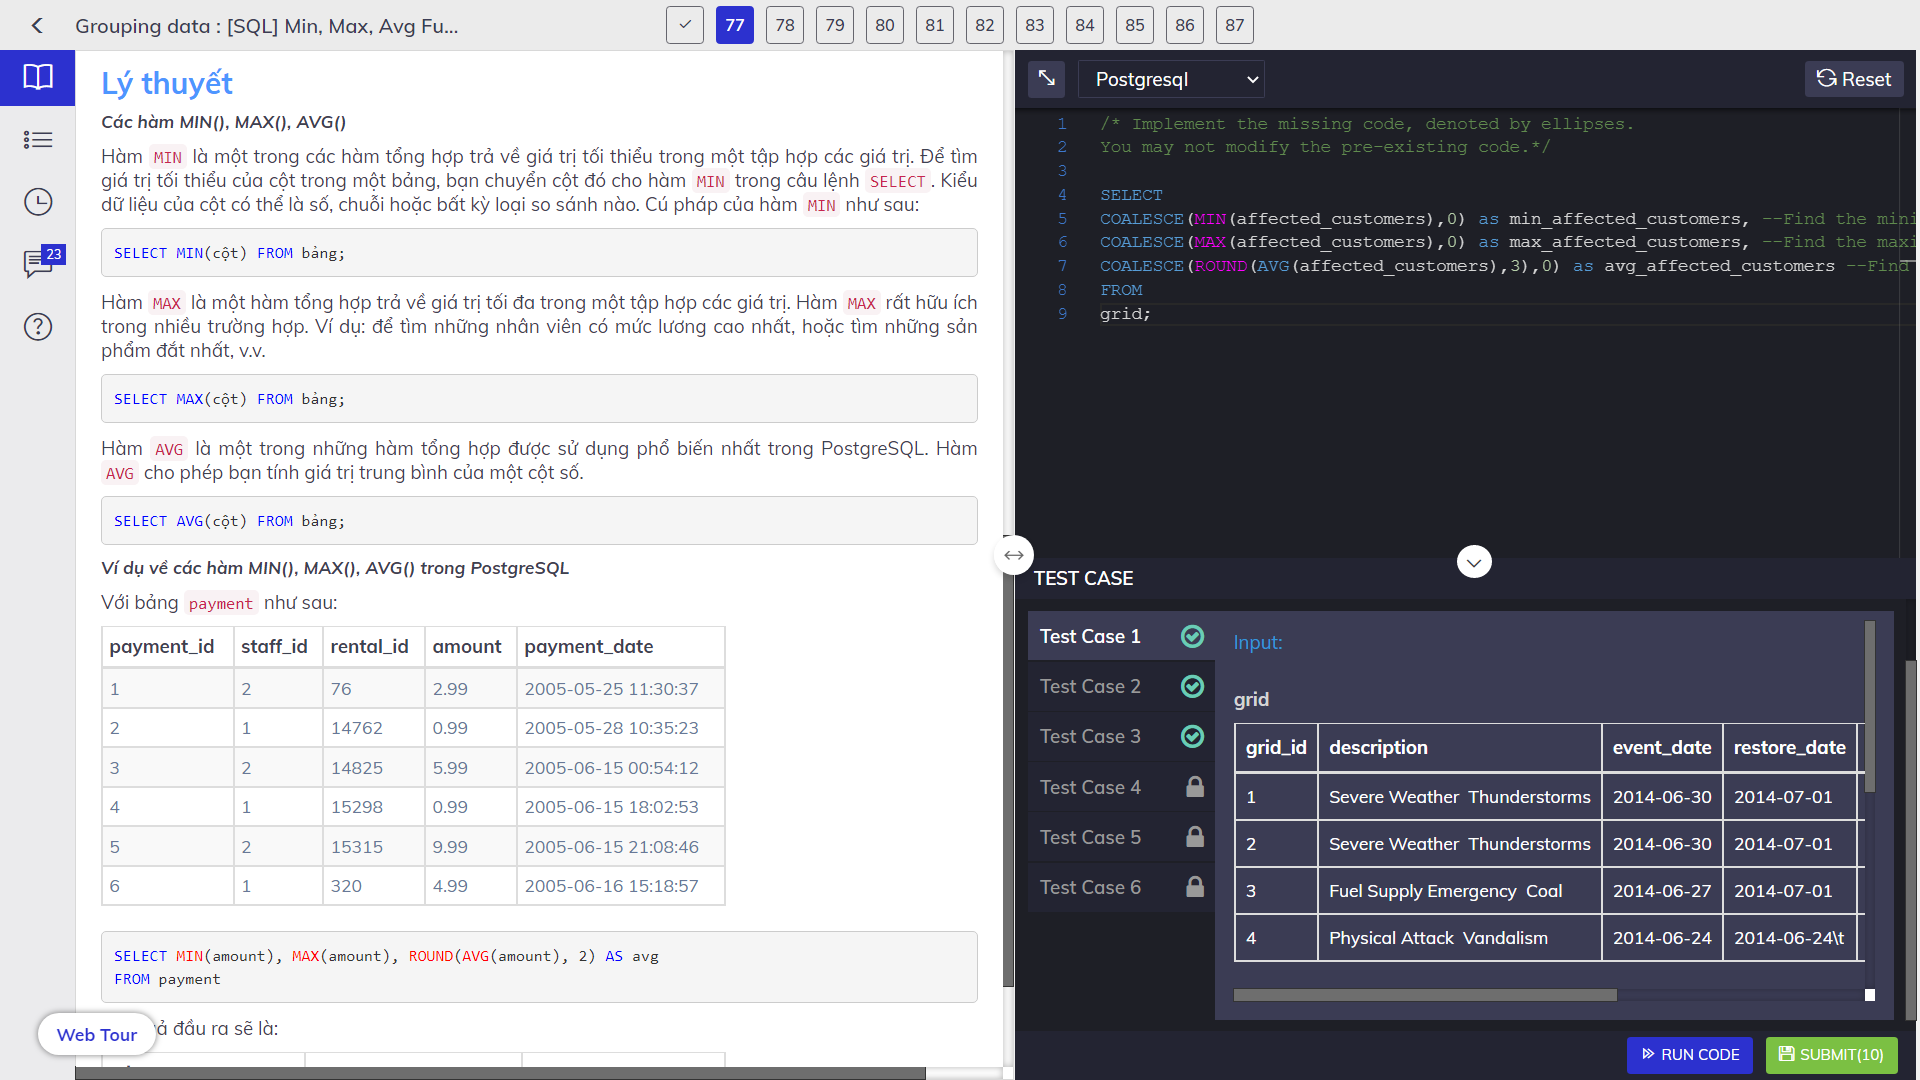 Grouping data : [SQL] Min, Max, Avg Fu...
77 78 79 80 81 82 83 84 85 86 87
23
Lý thuyết
Các hàm MIN(), MAX(), AVG()
Hàm MIN là một trong các hàm tổng hợp trả về giá trị tối thiểu trong một tập hợp các giá trị. Để tìm
giá trị tối thiểu của cột trong một bảng, bạn chuyển cột đó cho hàm MIN trong câu lệnh SELECT. Kiểu
dữ liệu của cột có thể là số, chuỗi hoặc bất kỳ loại so sánh nào. Cú pháp của hàm MIN như sau:
SELECT MIN(cột) FROM bảng;
Hàm MAX là một hàm tổng hợp trả về giá trị tối đa trong một tập hợp các giá trị. Hàm MAX rất hữu ích
trong nhiều trường hợp. Ví dụ: để tìm những nhân viên có mức lương cao nhất, hoặc tìm những sản
phẩm đắt nhất, v.v.
SELECT MAX(cột) FROM bảng;
Hàm AVG là một trong những hàm tổng hợp được sử dụng phổ biến nhất trong PostgreSQL. Hàm
AVG cho phép bạn tính giá trị trung bình của một cột số.
SELECT AVG(cột) FROM bảng;
Ví dụ về các hàm MIN(), MAX(), AVG() trong PostgreSQL
Với bảng payment như sau:
payment_id staff_id rental_id amount payment_date
1 2 76 2.99 2005-05-25 11:30:37
2 1 14762 0.99 2005-05-28 10:35:23
3 2 14825 5.99 2005-06-15 00:54:12
4 1 15298 0.99 2005-06-15 18:02:53
5 2 15315 9.99 2005-06-15 21:08:46
6 1 320 4.99 2005-06-16 15:18:57
SELECT MIN(amount), MAX(amount), ROUND(AVG(amount), 2) AS avg
FROM payment
đầu ra sẽ là:
Web Tour
Postgresql
Reset
1 /* Implement the missing code, denoted by ellipses.
2 You may not modify the pre-existing code.*/
3
4 SELECT
5 COALESCE(MIN(affected_customers),0) as min_affected_customers, --Find the mini
6 COALESCE(MAX(affected_customers),0) as max_affected_customers, --Find the maxi
7 COALESCE(ROUND(AVG(affected_customers),3),0) as avg_affected_customers --Find
8 FROM
9 grid;
TEST CASE
Test Case 1
Test Case 2
Test Case 3
Test Case 4
Test Case 5
Test Case 6
Input:
grid
grid_id description event_date restore_date
1 Severe Weather Thunderstorms 2014-06-30 2014-07-01
2 Severe Weather Thunderstorms 2014-06-30 2014-07-01
3 Fuel Supply Emergency Coal 2014-06-27 2014-07-01
4 Physical Attack Vandalism 2014-06-24 2014-06-24\t
RUN CODE
SUBMIT(10)